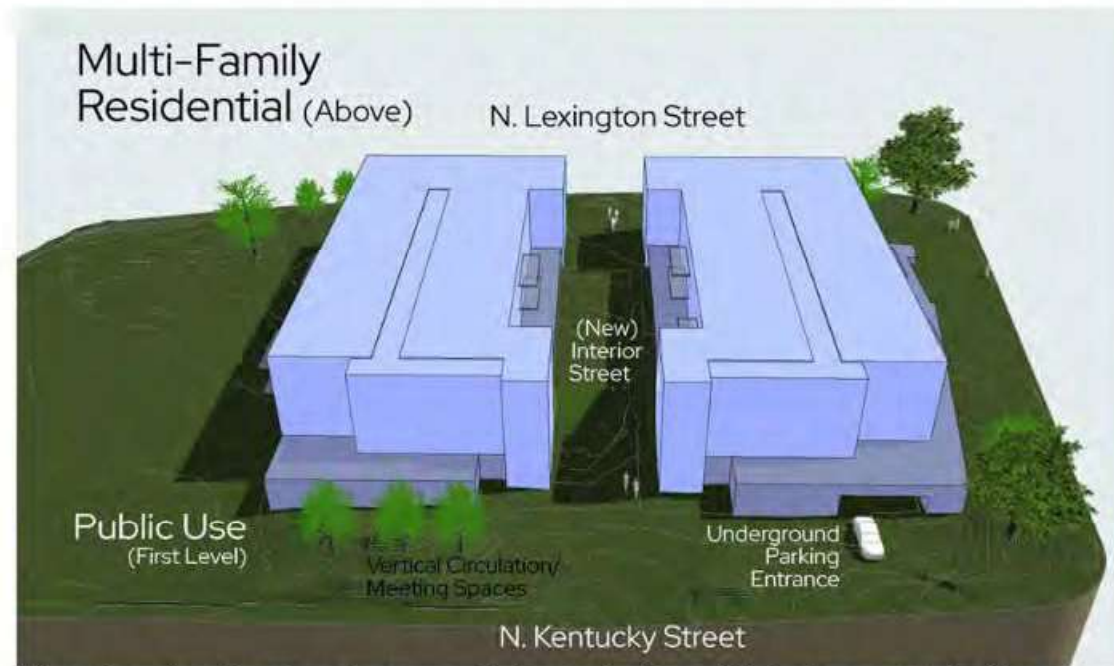 Multi-Family
Residential (Above)
N. Lexington Street
(New)
Interior
Street
Public Use
(First Level)
Vertical Circulation/
Meeting Spaces
Underground
Parking
Entrance
N. Kentucky Street